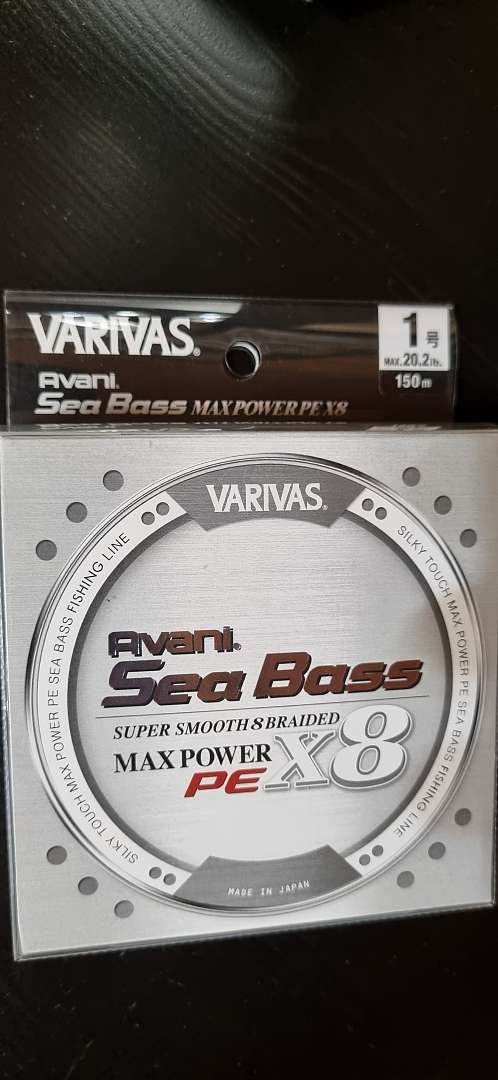 VARIVAS®
1号
MAX.20.2lb.
150m
Avani®
Sea Bass MAX POWER PE X8
VARIVAS®
SILKY TOUCH MAX POWER PE SEA BASS FISHING LINE
SILKY TOUCH MAX POWER PE SEA BASS FISHING LINE
Avani®
Sea Bass
SUPER SMOOTH 8 BRAIDED
MAX POWER
PE X8
MADE IN JAPAN